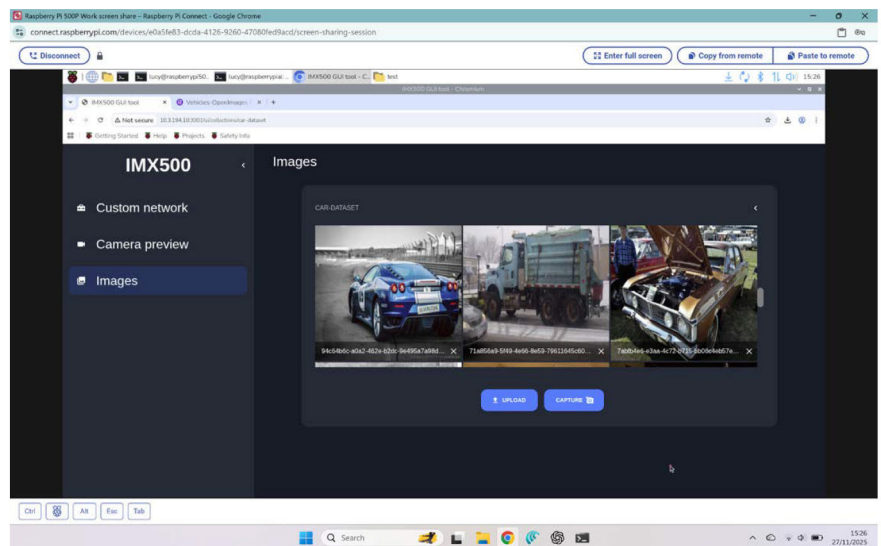 Raspberry Pi 500P Work screen share – Raspberry Pi Connect - Google Chrome
connect.raspberrypi.com/devices/e0a5fe83-dcda-4126-9260-47080fed9acd/screen-sharing-session
Disconnect
Enter full screen
Copy from remote
Paste to remote
lucy@raspberrypi50..
lucy@raspberrypiac ..
IMX500 GUI tool - C..
test
15:26
IMX500 GUI tool - Chromium
IMX500 GUI tool
Vehicles-OpenImages
Not secure
Getting Started
Help
Projects
Safety Info
IMX500
Custom network
Camera preview
Images
Images
CAR-DATASET
94c64b6c-a0a2-462e-b2dc-9e495a7a98d...
71a856a9-5f49-4e66-8e59-79611645c60...
UPLOAD
CAPTURE
Ctrl
Alt
Esc
Tab
Search
15:26
27/11/2025